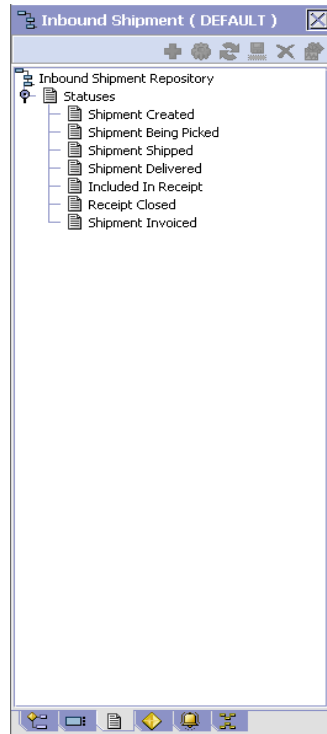 Inbound Shipment ( DEFAULT )
Inbound Shipment Repository
Statuses
Shipment Created
Shipment Being Picked
Shipment Shipped
Shipment Delivered
Included In Receipt
Receipt Closed
Shipment Invoiced